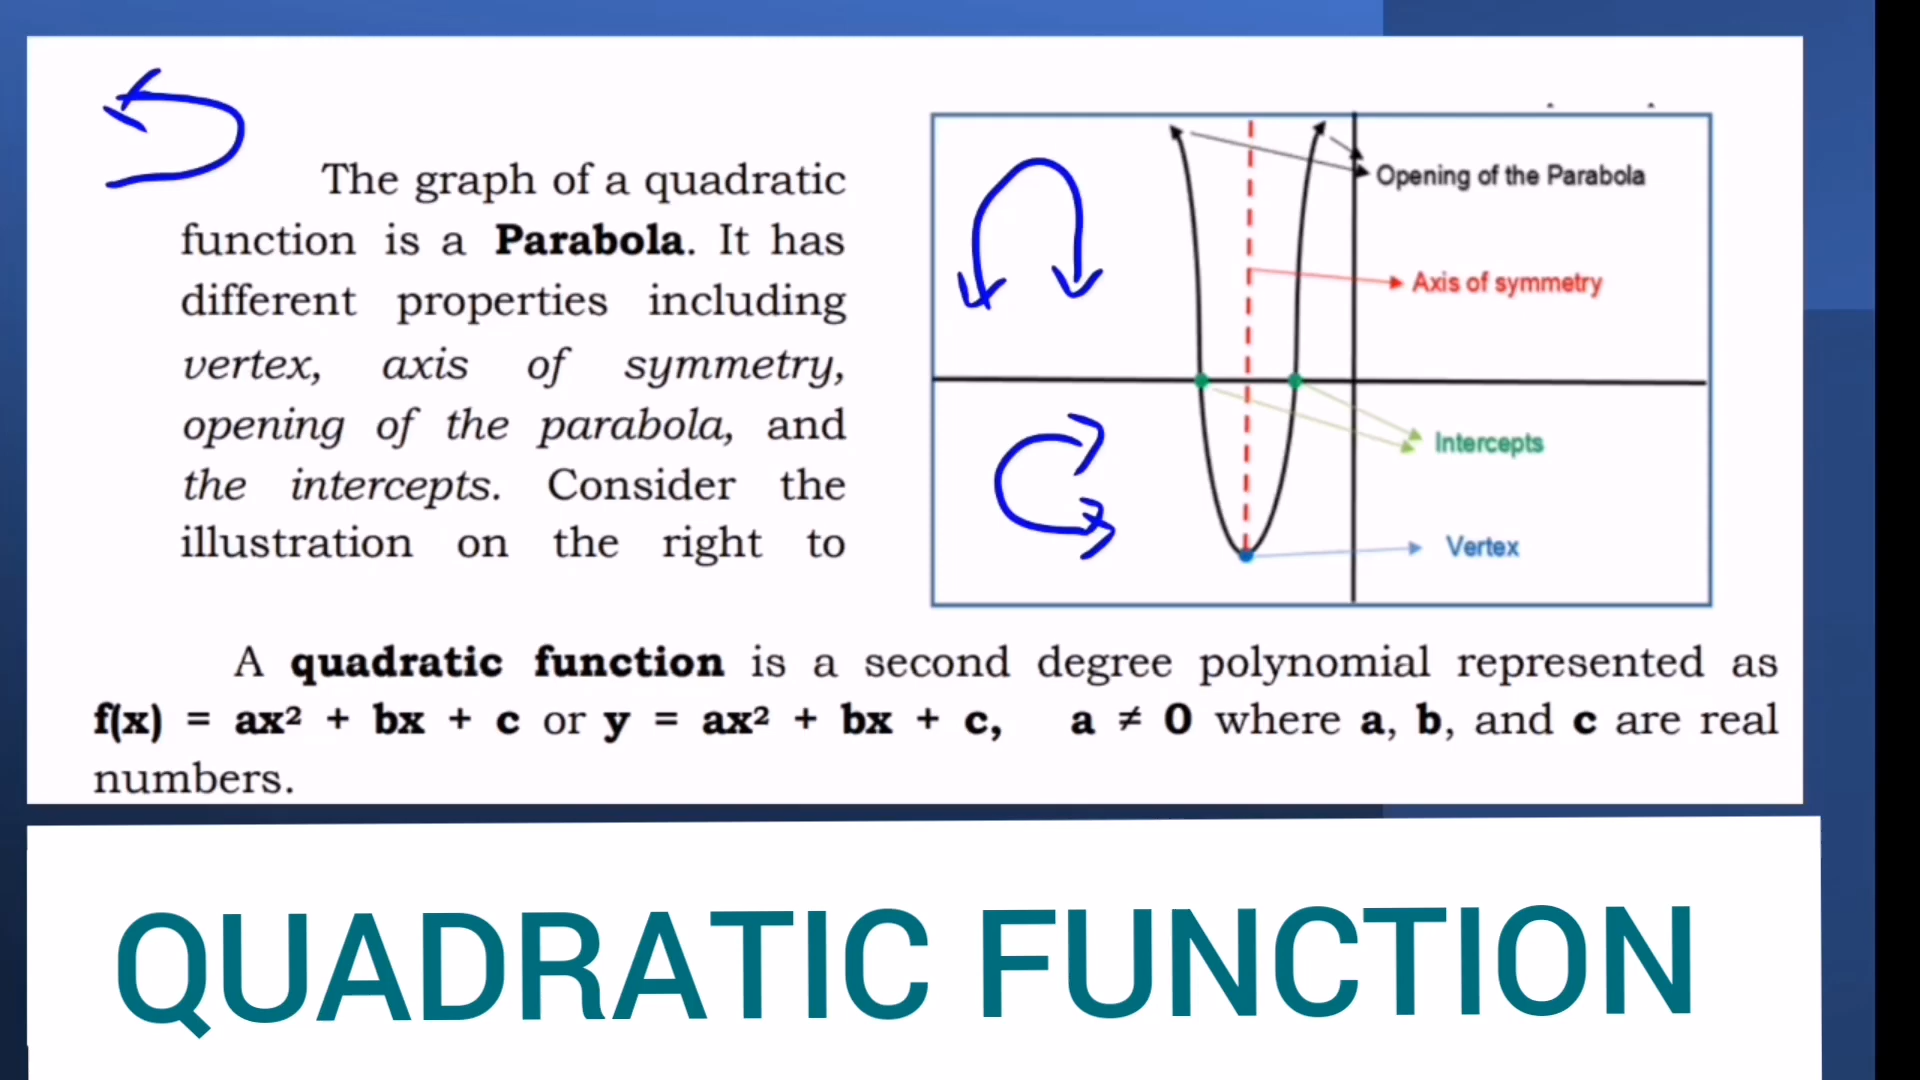 The graph of a quadratic
function is a Parabola. It has
different properties including
vertex, axis of symmetry,
opening of the parabola, and
the intercepts. Consider the
illustration on the right to
Opening of the Parabola
Axis of symmetry
Intercepts
Vertex
A quadratic function is a second degree polynomial represented as
f(x) = ax² + bx + c or y = ax² + bx + c, a ≠ 0 where a, b, and c are real
numbers.
QUADRATIC FUNCTION